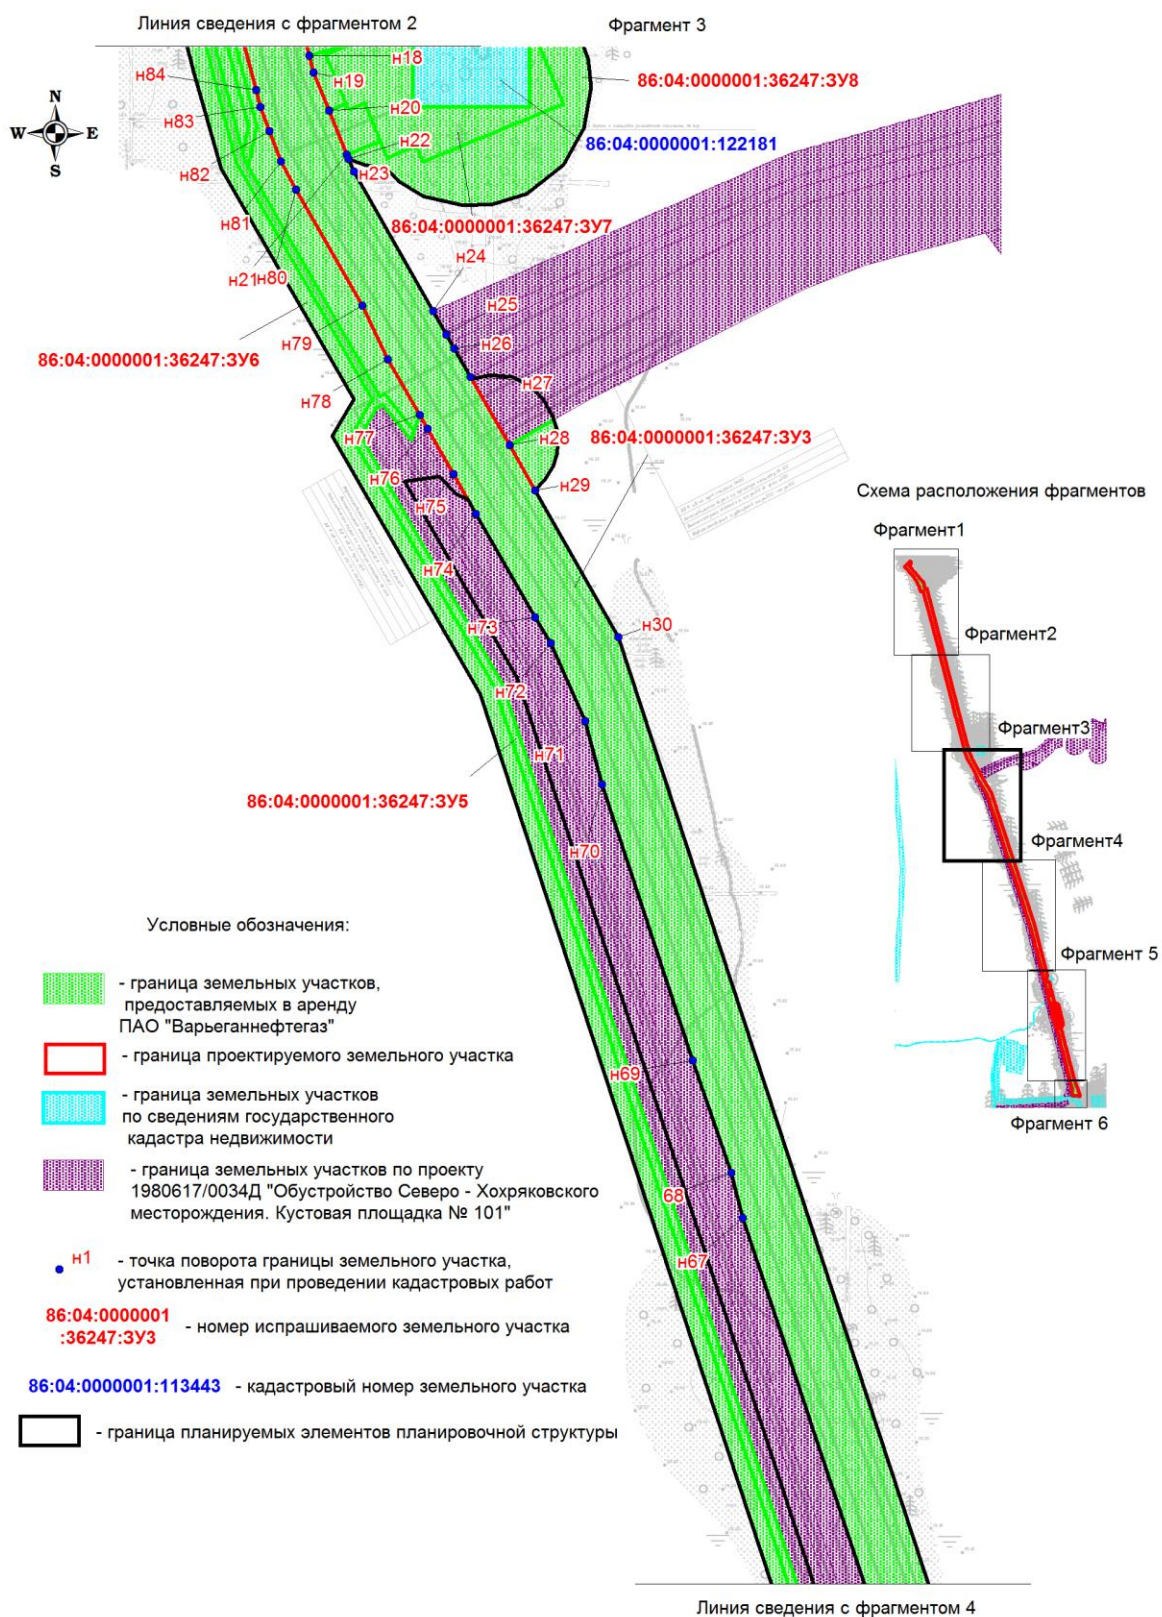 Линия сведения с фрагментом 2
Фрагмент 3
н18
н19
н20
н22
н23
н84
н83
н82
н81
н21
н80
н79
н78
н77
н76
н75
н74
н73
н72
н71
н70
н69
68
н67
н24
н25
н26
н27
н28
н29
н30
N
W
E
S
86:04:0000001:36247:ЗУ8
86:04:0000001:122181
86:04:0000001:36247:ЗУ7
86:04:0000001:36247:ЗУ6
86:04:0000001:36247:ЗУ3
86:04:0000001:36247:ЗУ5
Схема расположения фрагментов
Фрагмент1
Фрагмент2
Фрагмент3
Фрагмент4
Фрагмент 5
Фрагмент 6
Условные обозначения:
- граница земельных участков,
предоставляемых в аренду
ПАО "Варьеганнефтегаз"
- граница проектируемого земельного участка
- граница земельных участков
по сведениям государственного
кадастра недвижимости
- граница земельных участков по проекту
1980617/0034Д "Обустройство Северо - Хохряковского
месторождения. Кустовая площадка № 101"
н1
- точка поворота границы земельного участка,
установленная при проведении кадастровых работ
86:04:0000001
:36247:ЗУ3
- номер испрашиваемого земельного участка
86:04:0000001:113443 - кадастровый номер земельного участка
- граница планируемых элементов планировочной структуры
Линия сведения с фрагментом 4